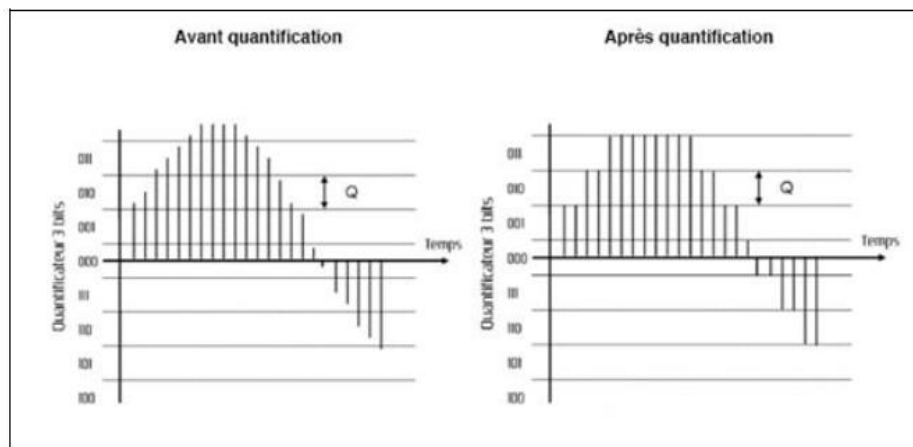 Avant quantification
Quantificateur 3 bits
011
010
001
000
111
110
101
100
Q
Temps
Après quantification
Quantificateur 3 bits
011
010
001
000
111
110
101
100
Q
Temps